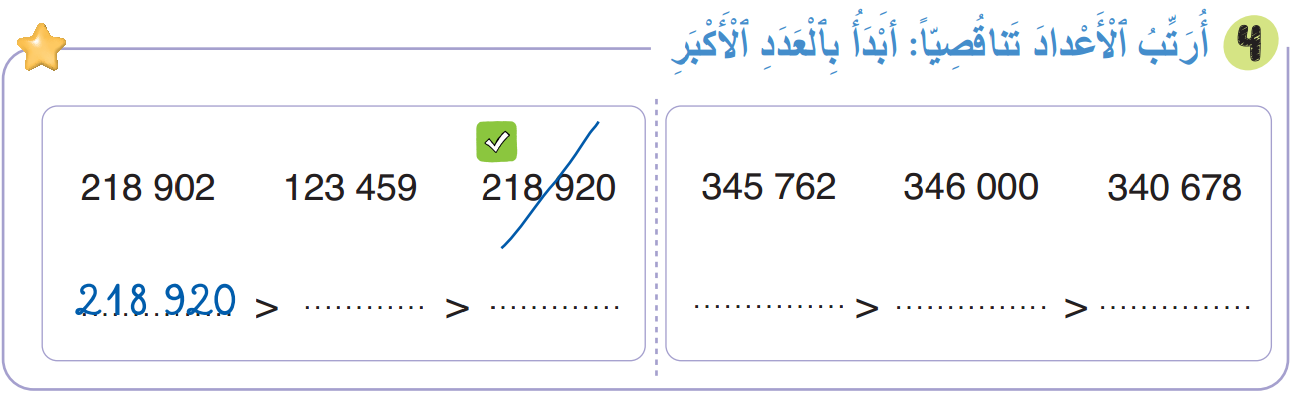 4 أُرَتِّبُ ٱلْأَعْدادَ تَناقُصِيّاً: أَبْدَأُ بِٱلْعَدَدِ ٱلْأَكْبَرِ
218 902 123 459 218 920
218 920 > ............ > ............
345 762 346 000 340 678
............... > ............... > ...............